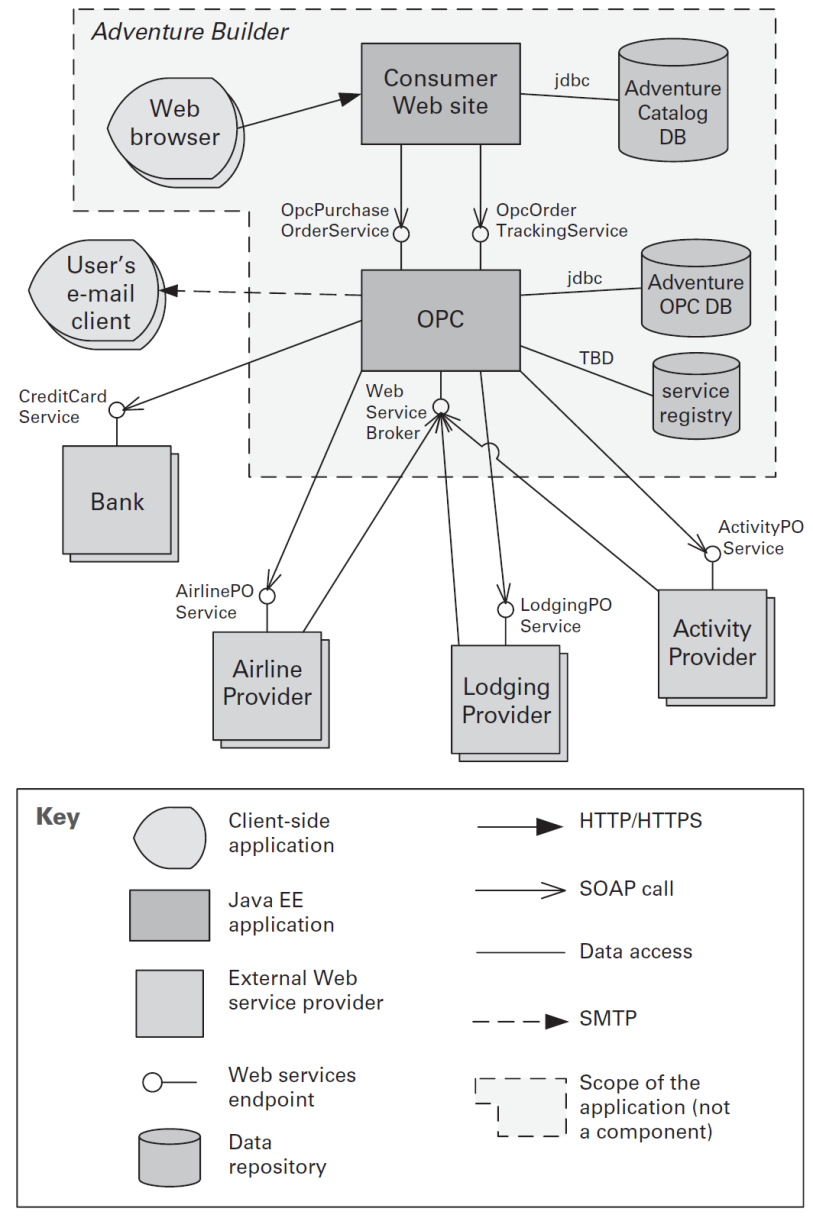 Adventure Builder
Web
browser
Consumer
Web site
jdbc
Adventure
Catalog
DB
OpcPurchase
OrderService
OpcOrder
TrackingService
User's
e-mail
client
OPC
jdbc
Adventure
OPC DB
TBD
service
registry
CreditCard
Service
Web
Service
Broker
Bank
ActivityPO
Service
AirlinePO
Service
LodgingPO
Service
Airline
Provider
Lodging
Provider
Activity
Provider
Key
Client-side
application
HTTP/HTTPS
Java EE
application
SOAP call
External Web
service provider
Data access
SMTP
Web services
endpoint
Scope of the
application (not
a component)
Data
repository